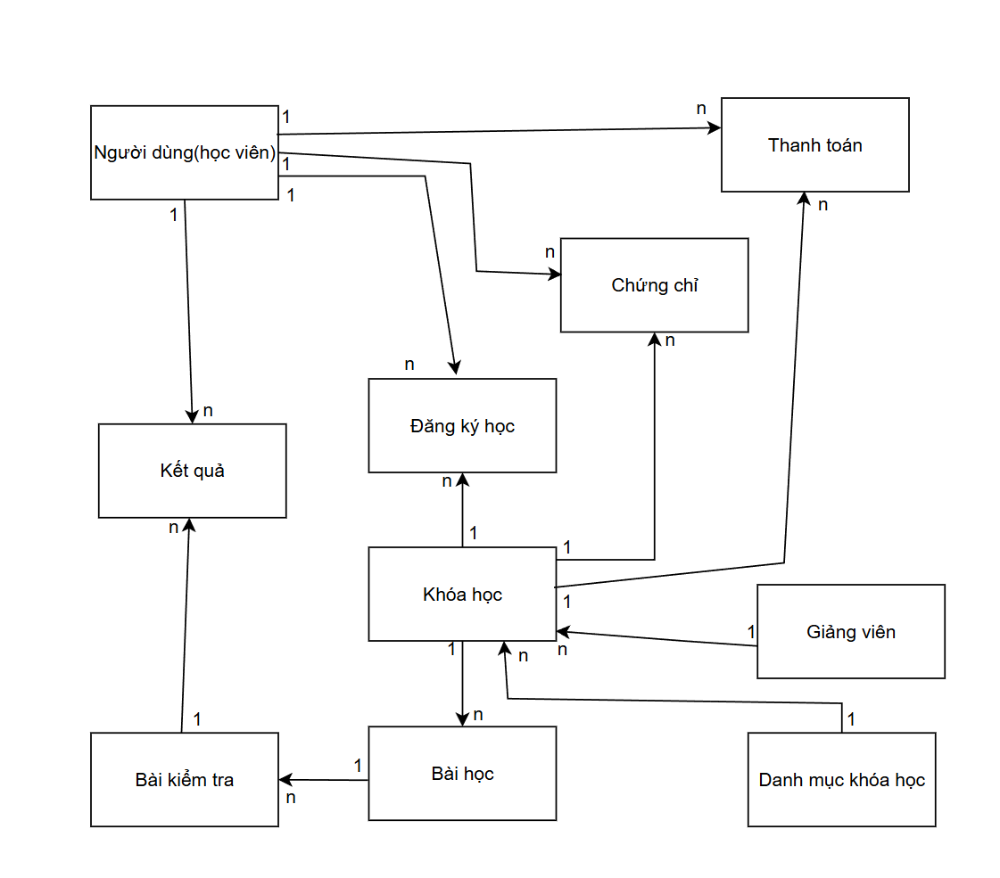 1
n
Người dùng(học viên)
Thanh toán
1
1
1
n
n
Chứng chỉ
n
n
Đăng ký học
n
Kết quả
n
n
1
1
Khóa học
1
1
Giảng viên
1
n
n
n
1
1
1
n
Bài kiểm tra
Bài học
Danh mục khóa học